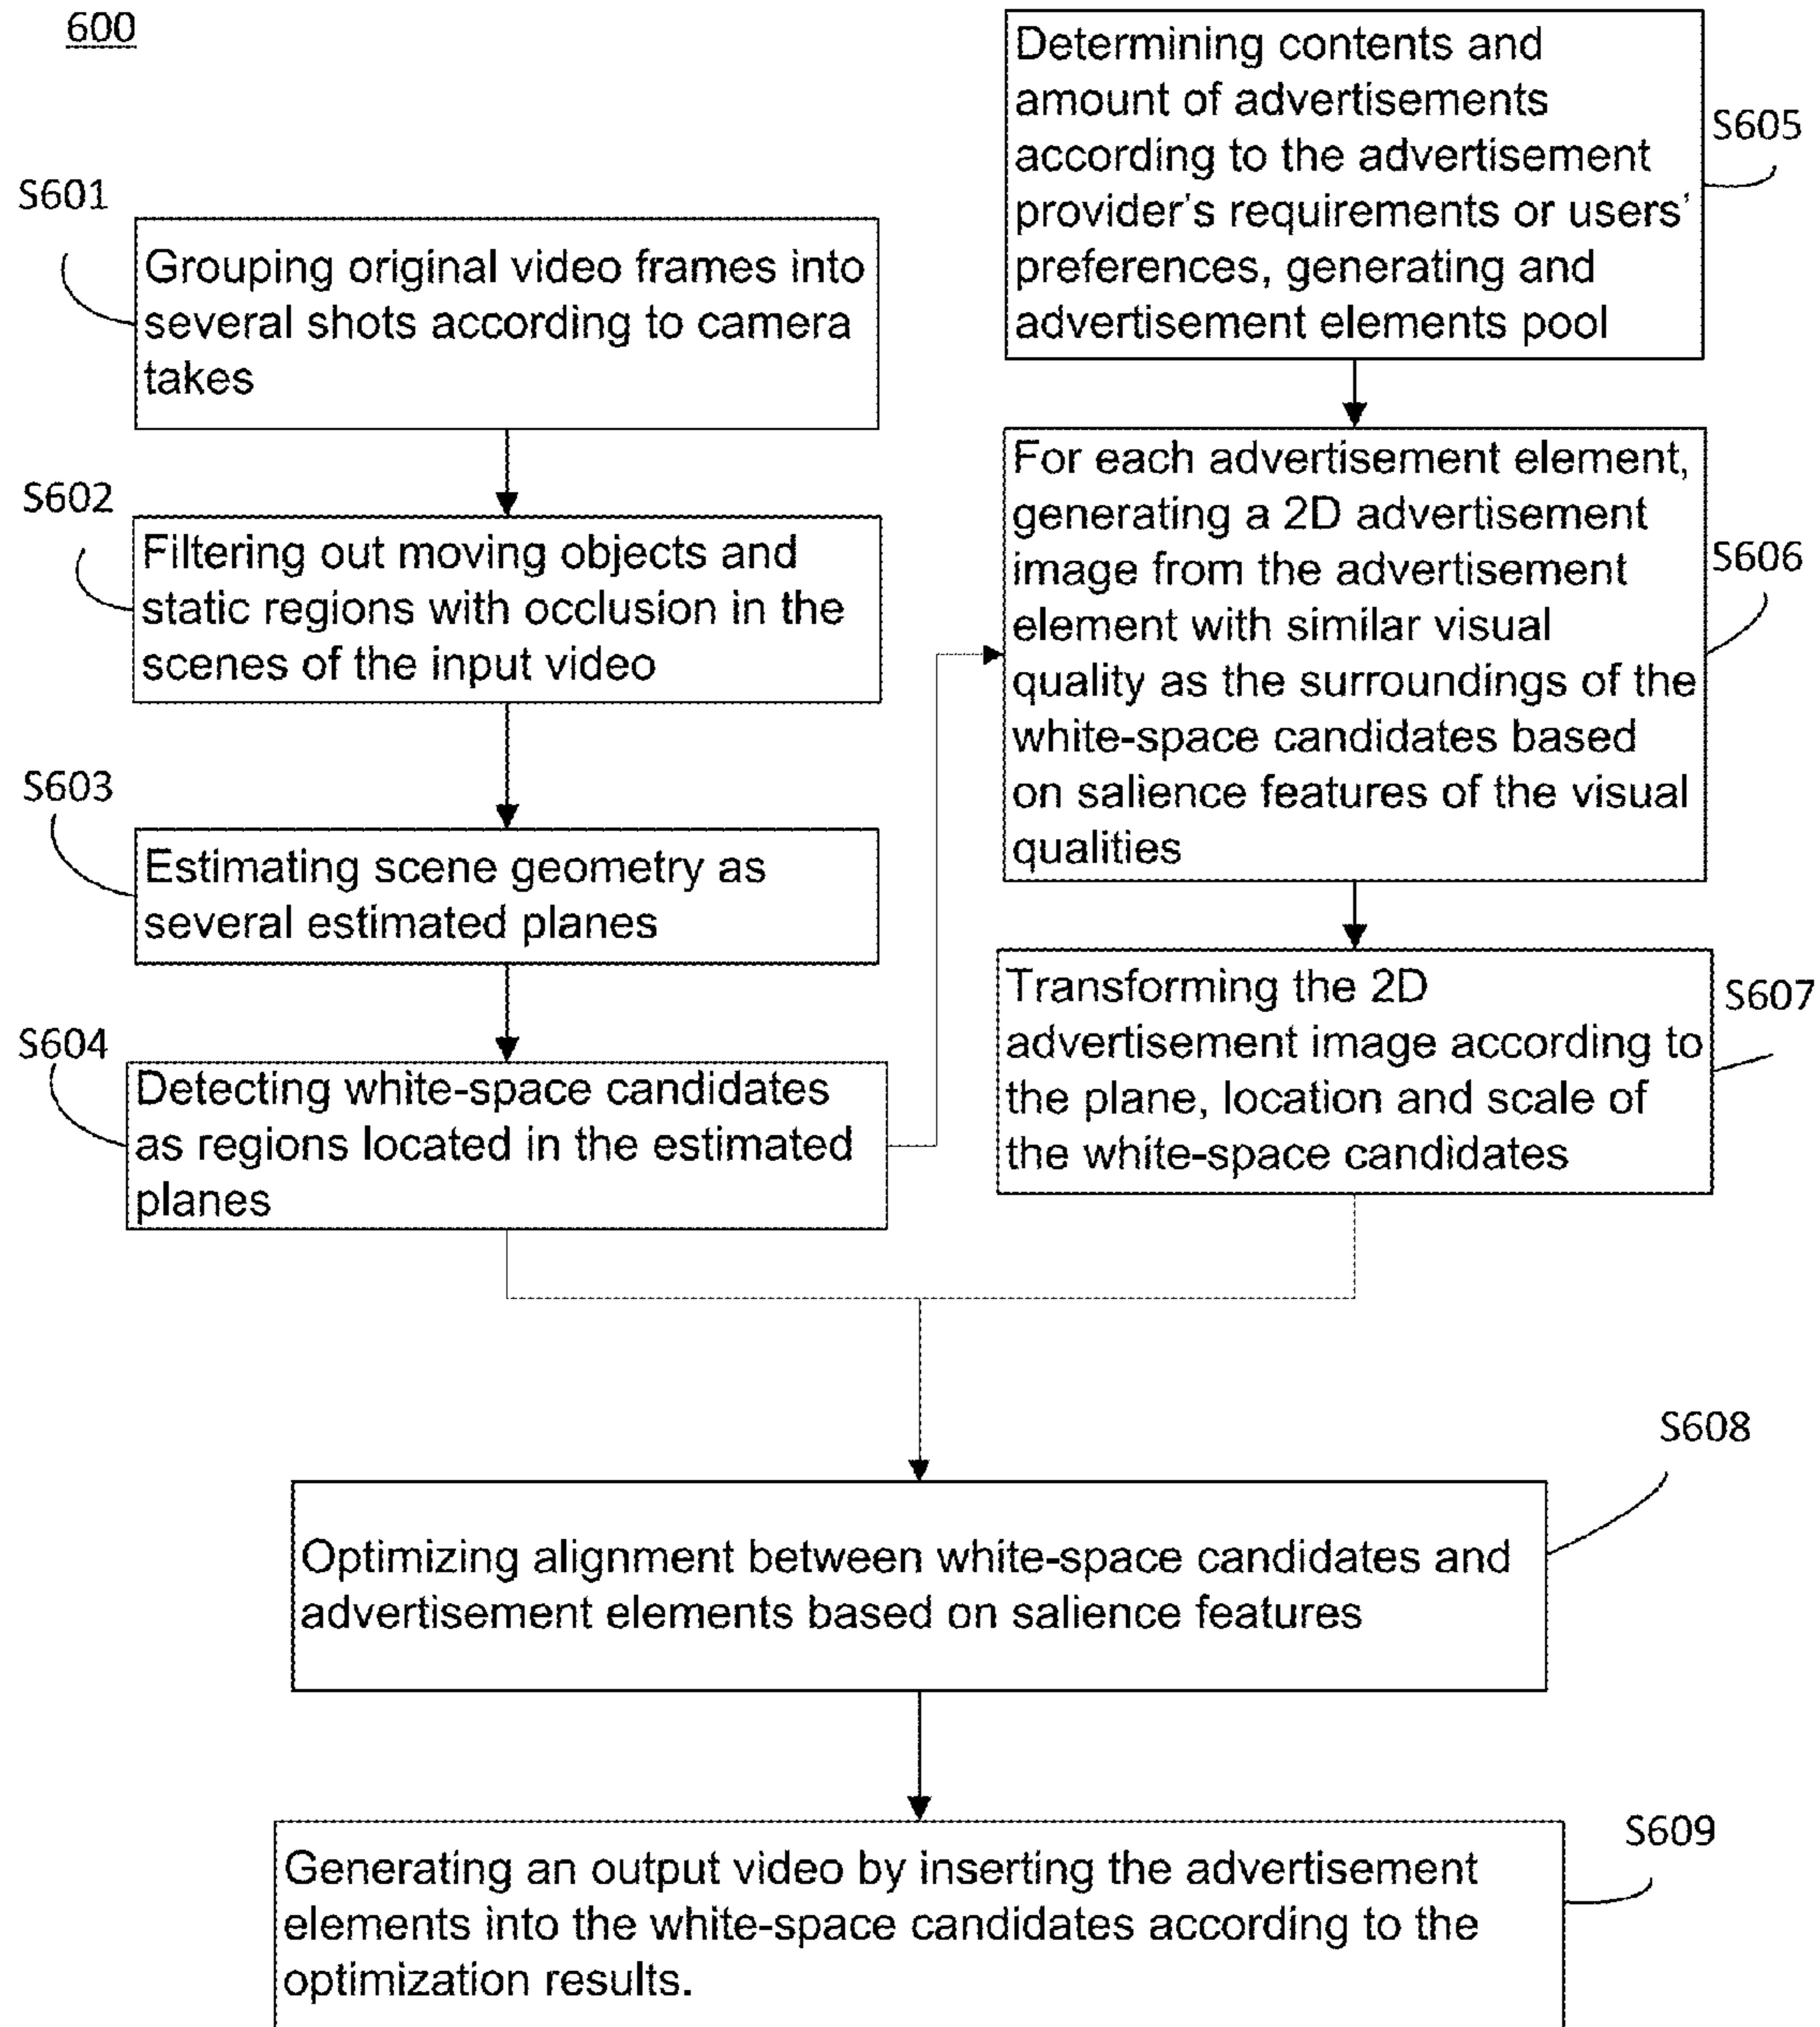 600
S601
Grouping original video frames into
several shots according to camera
takes
S602
Filtering out moving objects and
static regions with occlusion in the
scenes of the input video
S603
Estimating scene geometry as
several estimated planes
S604
Detecting white-space candidates
as regions located in the estimated
planes
Determining contents and
amount of advertisements
according to the advertisement
provider's requirements or users'
preferences, generating and
advertisement elements pool
S605
For each advertisement element,
generating a 2D advertisement
image from the advertisement
element with similar visual
quality as the surroundings of the
white-space candidates based
on salience features of the visual
qualities
S606
Transforming the 2D
advertisement image according to
the plane, location and scale of
the white-space candidates
S607
S608
Optimizing alignment between white-space candidates and
advertisement elements based on salience features
S609
Generating an output video by inserting the advertisement
elements into the white-space candidates according to the
optimization results.